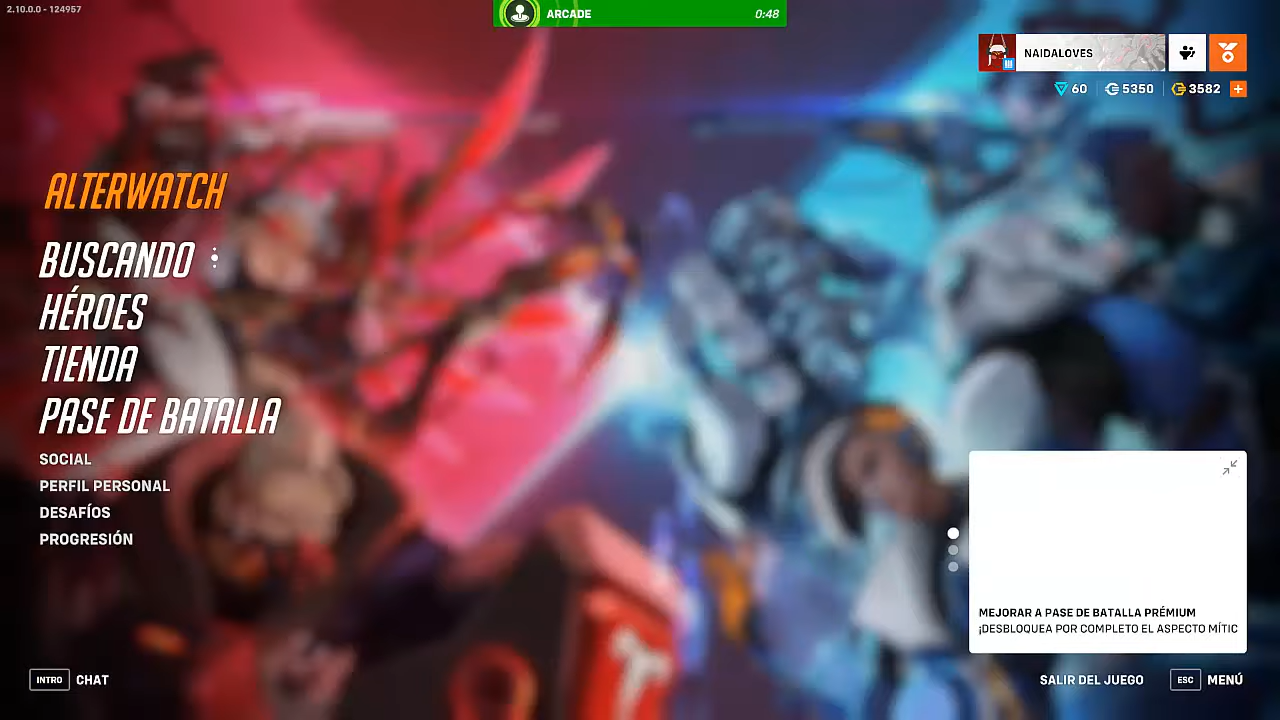 2.10.0.0 - 124957
ARCADE 0:48
NAIDALOVES
60 5350 3582 +
ALTERWATCH
BUSCANDO
HÉROES
TIENDA
PASE DE BATALLA
SOCIAL
PERFIL PERSONAL
DESAFÍOS
PROGRESIÓN
MEJORAR A PASE DE BATALLA PRÉMIUM
¡DESBLOQUEA POR COMPLETO EL ASPECTO MÍTIC
INTRO CHAT
SALIR DEL JUEGO ESC MENÚ